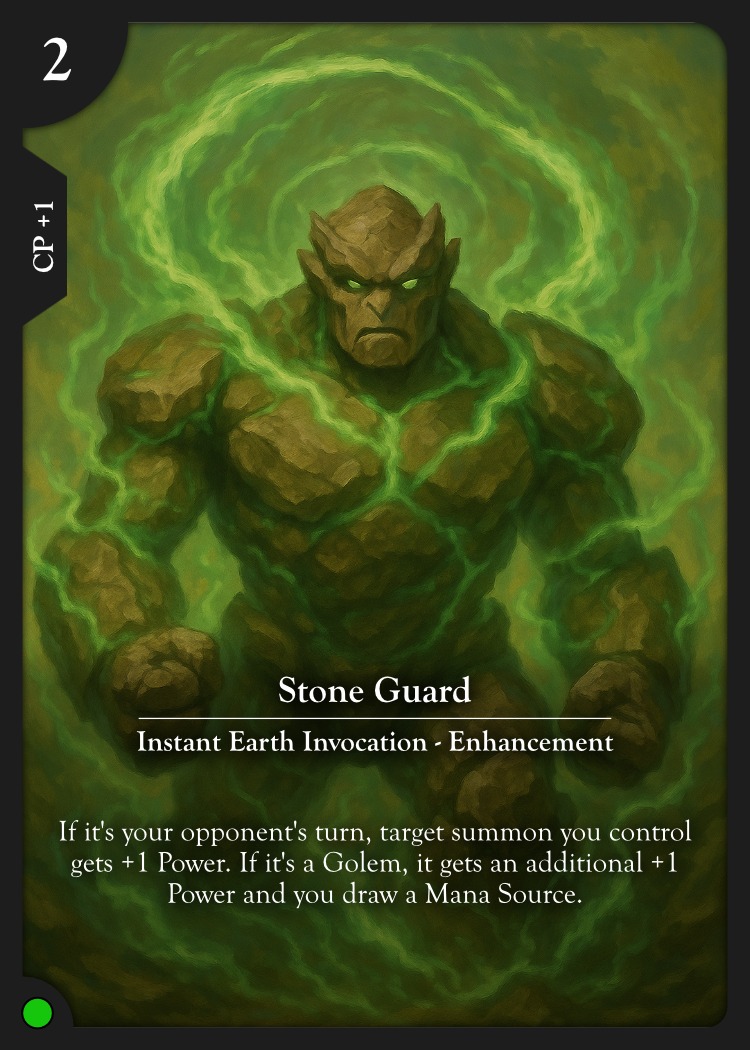 2
CP +1
Stone Guard
Instant Earth Invocation - Enhancement
If it's your opponent's turn, target summon you control
gets +1 Power. If it's a Golem, it gets an additional +1
Power and you draw a Mana Source.